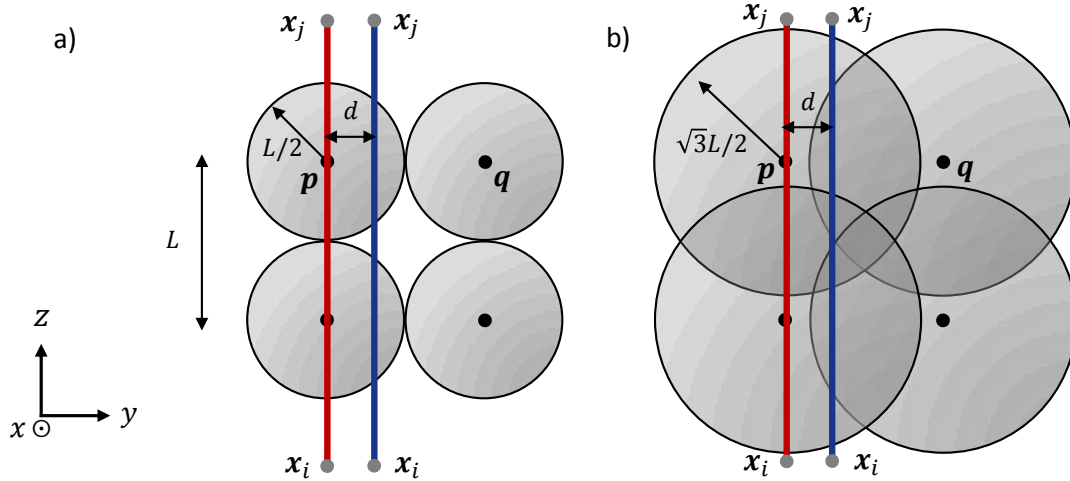 a)
x_j
x_j
d
L/2
p
q
L
x_i
x_i
z
y
x
b)
x_j
x_j
d
√3L/2
p
q
x_i
x_i